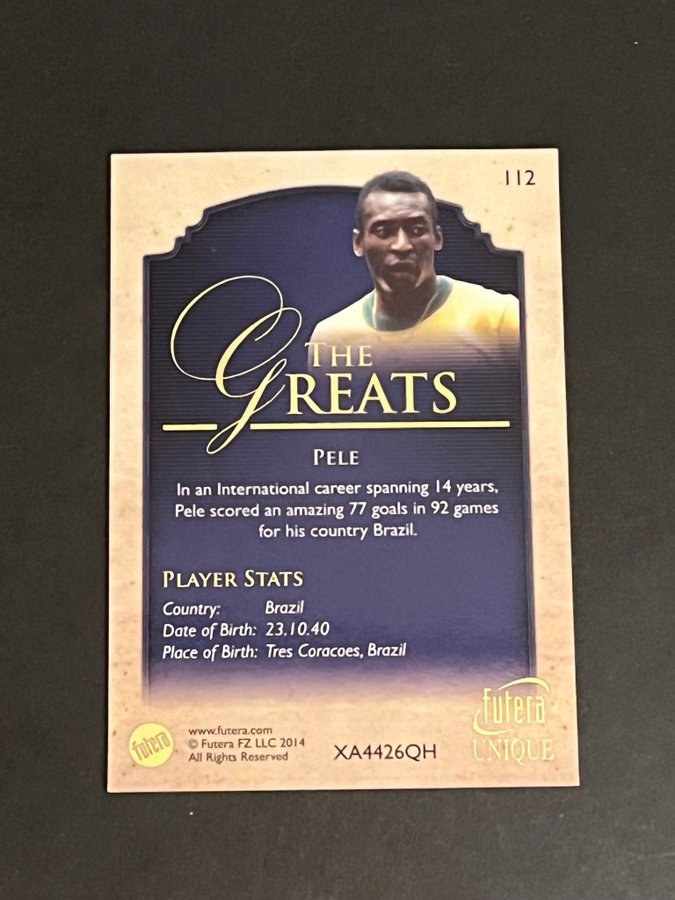 112
The Greats
Pele
In an International career spanning 14 years,
Pele scored an amazing 77 goals in 92 games
for his country Brazil.
Player Stats
Country: Brazil
Date of Birth: 23.10.40
Place of Birth: Tres Coracoes, Brazil
futera
www.futera.com
© Futera FZ LLC 2014
All Rights Reserved
XA4426QH
futera
UNIQUE